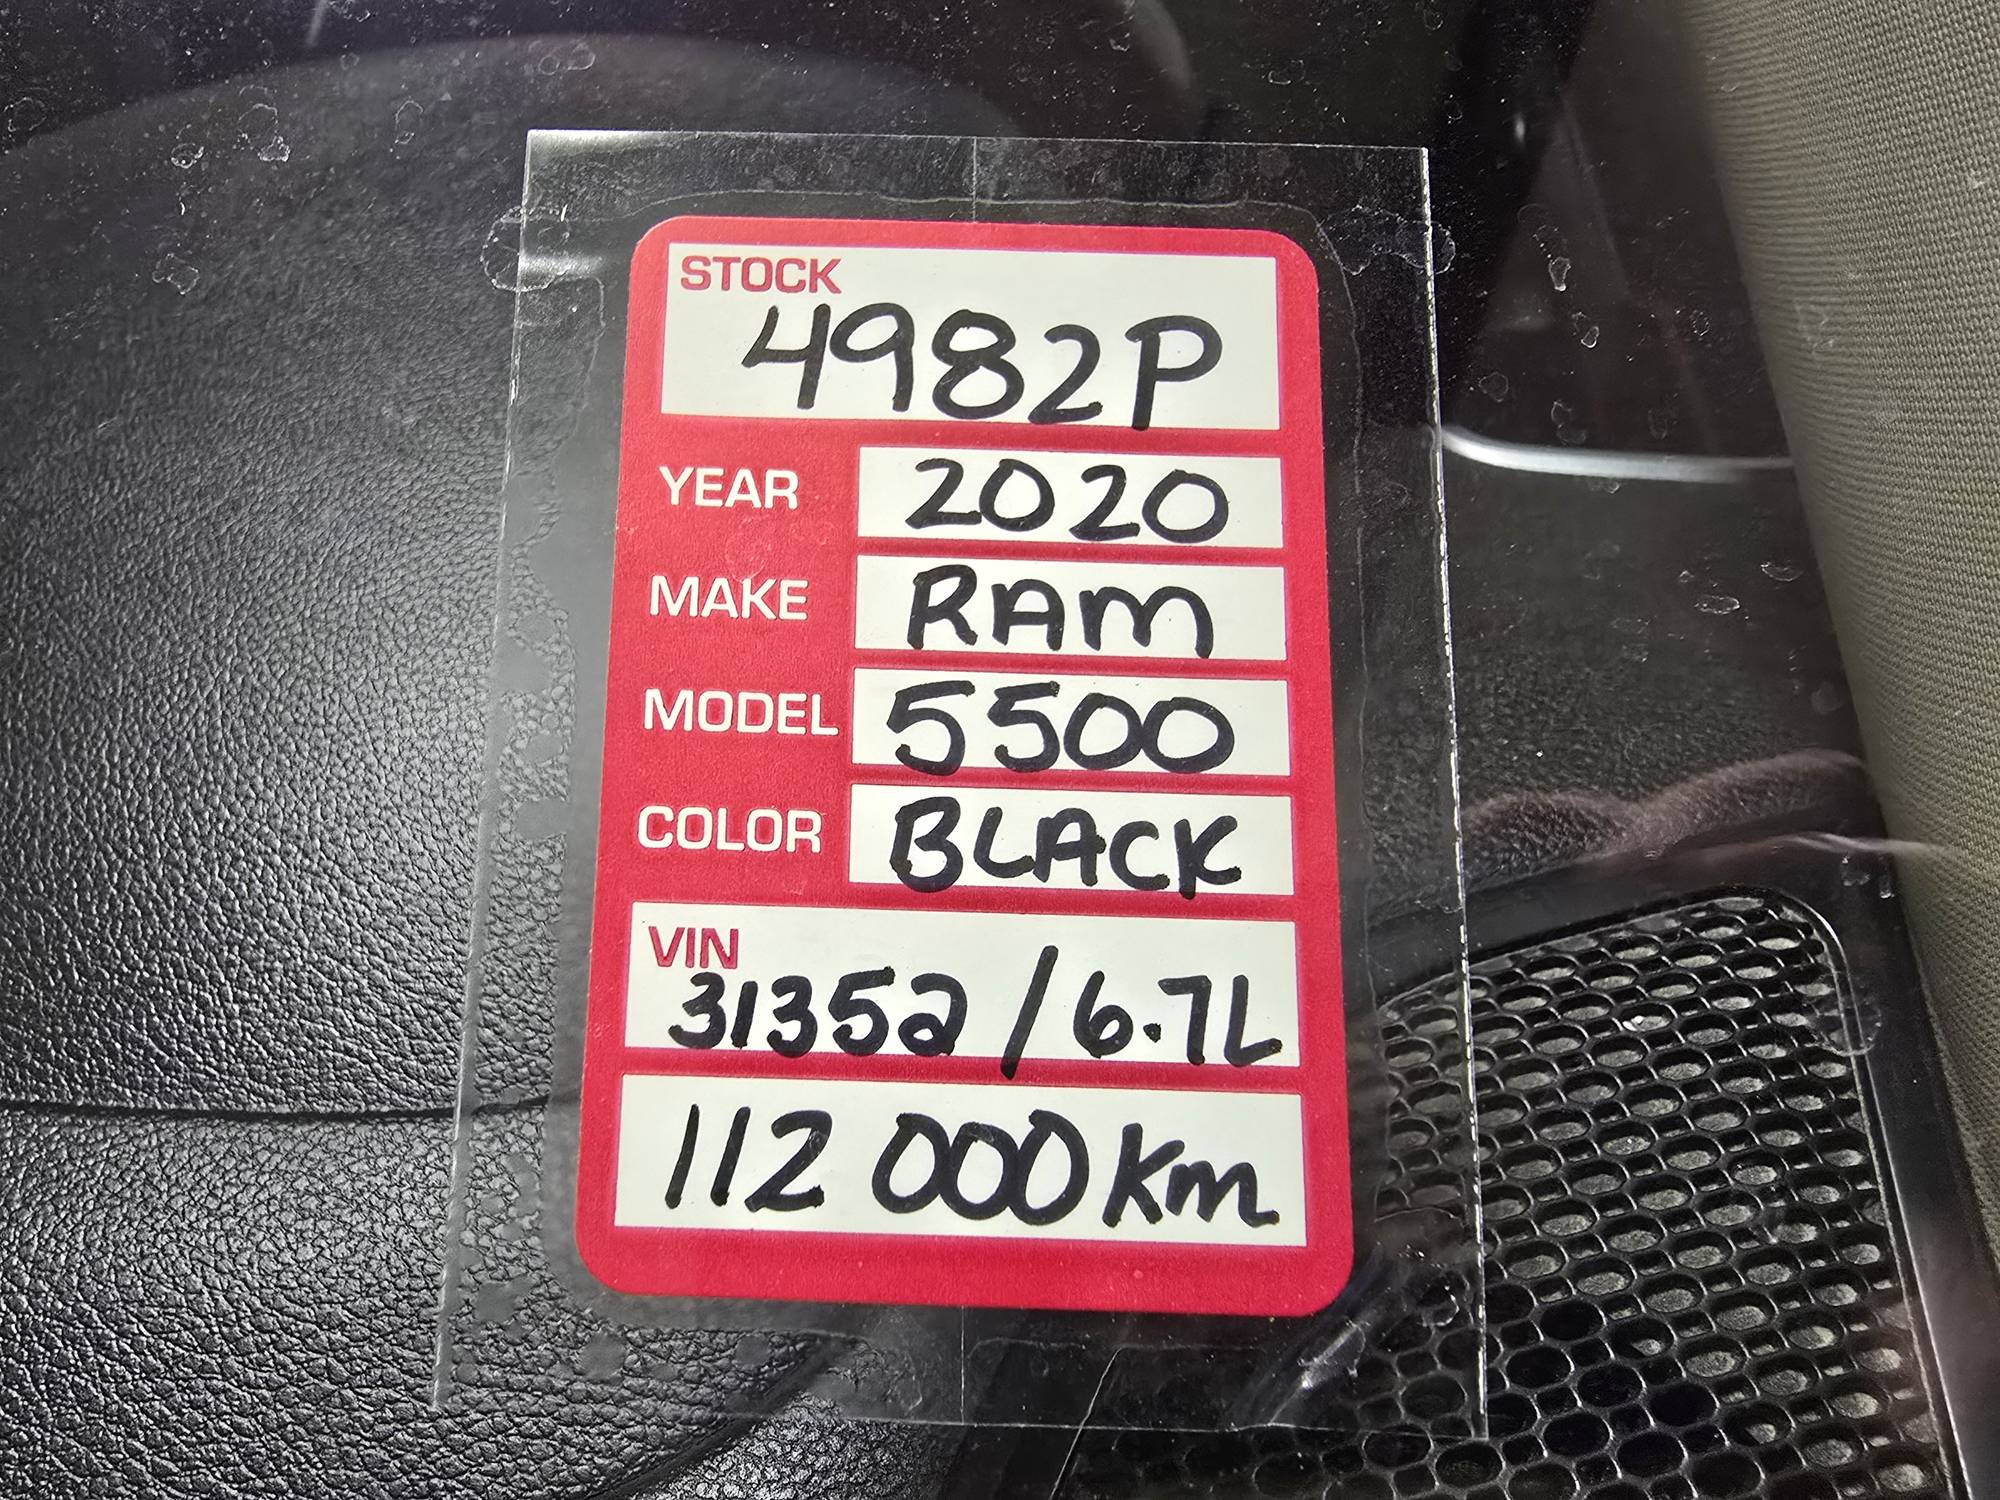 STOCK
4982P
YEAR 2020
MAKE RAM
MODEL 5500
COLOR BLACK
VIN
31352 / 6.7L
112 000 Km